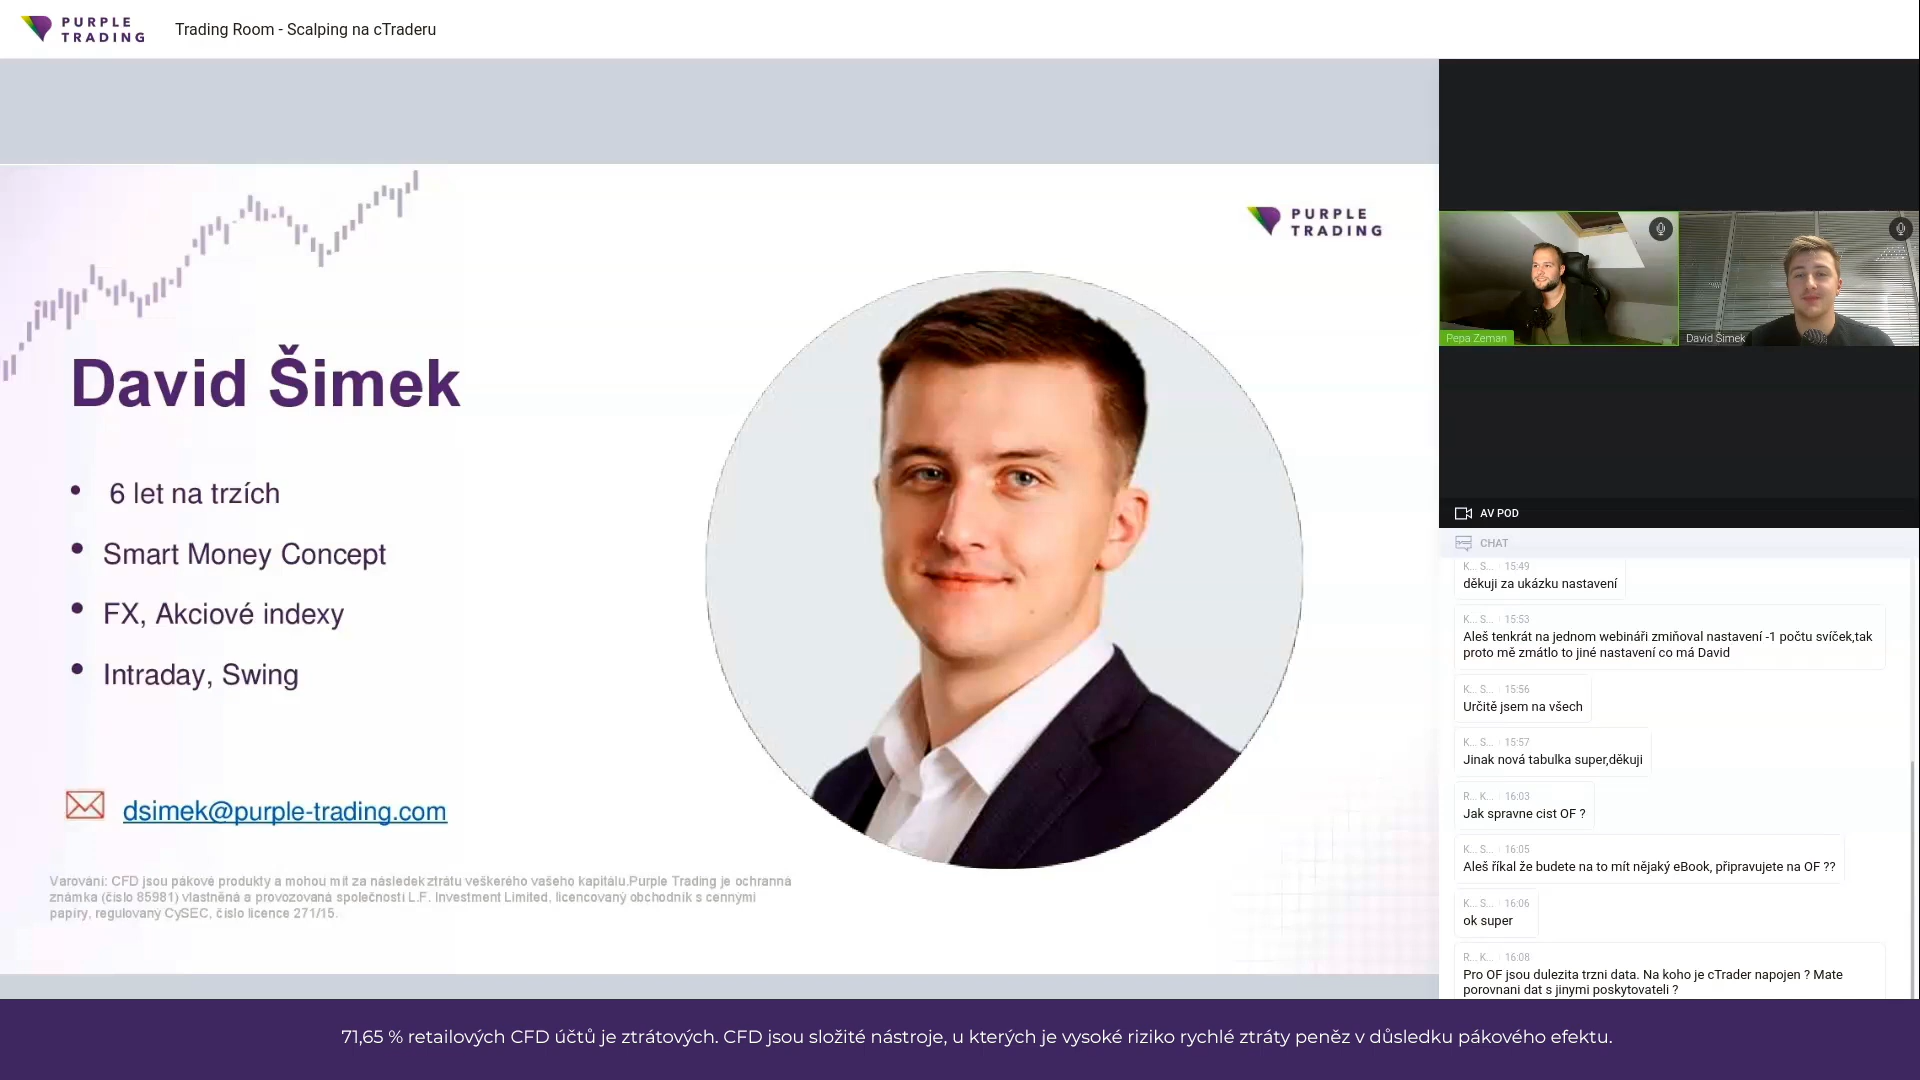 PURPLE
TRADING
Trading Room - Scalping na cTraderu
PURPLE
TRADING
David Šimek
• 6 let na trzích
• Smart Money Concept
• FX, Akciové indexy
• Intraday, Swing
dsimek@purple-trading.com
Varování: CFD jsou pákové produkty a mohou mít za následek ztrátu veškerého vašeho kapitálu.Purple Trading je ochranná
známka (číslo 85981) vlastněná a provozovaná společností L.F. Investment Limited, licencovaný obchodník s cennými
papíry, regulovaný CySEC, číslo licence 271/15.
Pepa Zeman
David Šimek
AV POD
CHAT
K... S... 15:49
děkuji za ukázku nastavení
K... S... 15:53
Aleš tenkrát na jednom webináři zmiňoval nastavení -1 počtu svíček,tak
proto mě zmátlo to jiné nastavení co má David
K... S... 15:56
Určitě jsem na všech
K... S... 15:57
Jinak nová tabulka super,děkuji
R... K... 16:03
Jak spravne cist OF ?
K... S... 16:05
Aleš říkal že budete na to mít nějaký eBook, připravujete na OF ??
K... S... 16:06
ok super
R... K... 16:08
Pro OF jsou dulezita trzni data. Na koho je cTrader napojen ? Mate
porovnani dat s jinymi poskytovateli ?
71,65 % retailových CFD účtů je ztrátových. CFD jsou složité nástroje, u kterých je vysoké riziko rychlé ztráty peněz v důsledku pákového efektu.